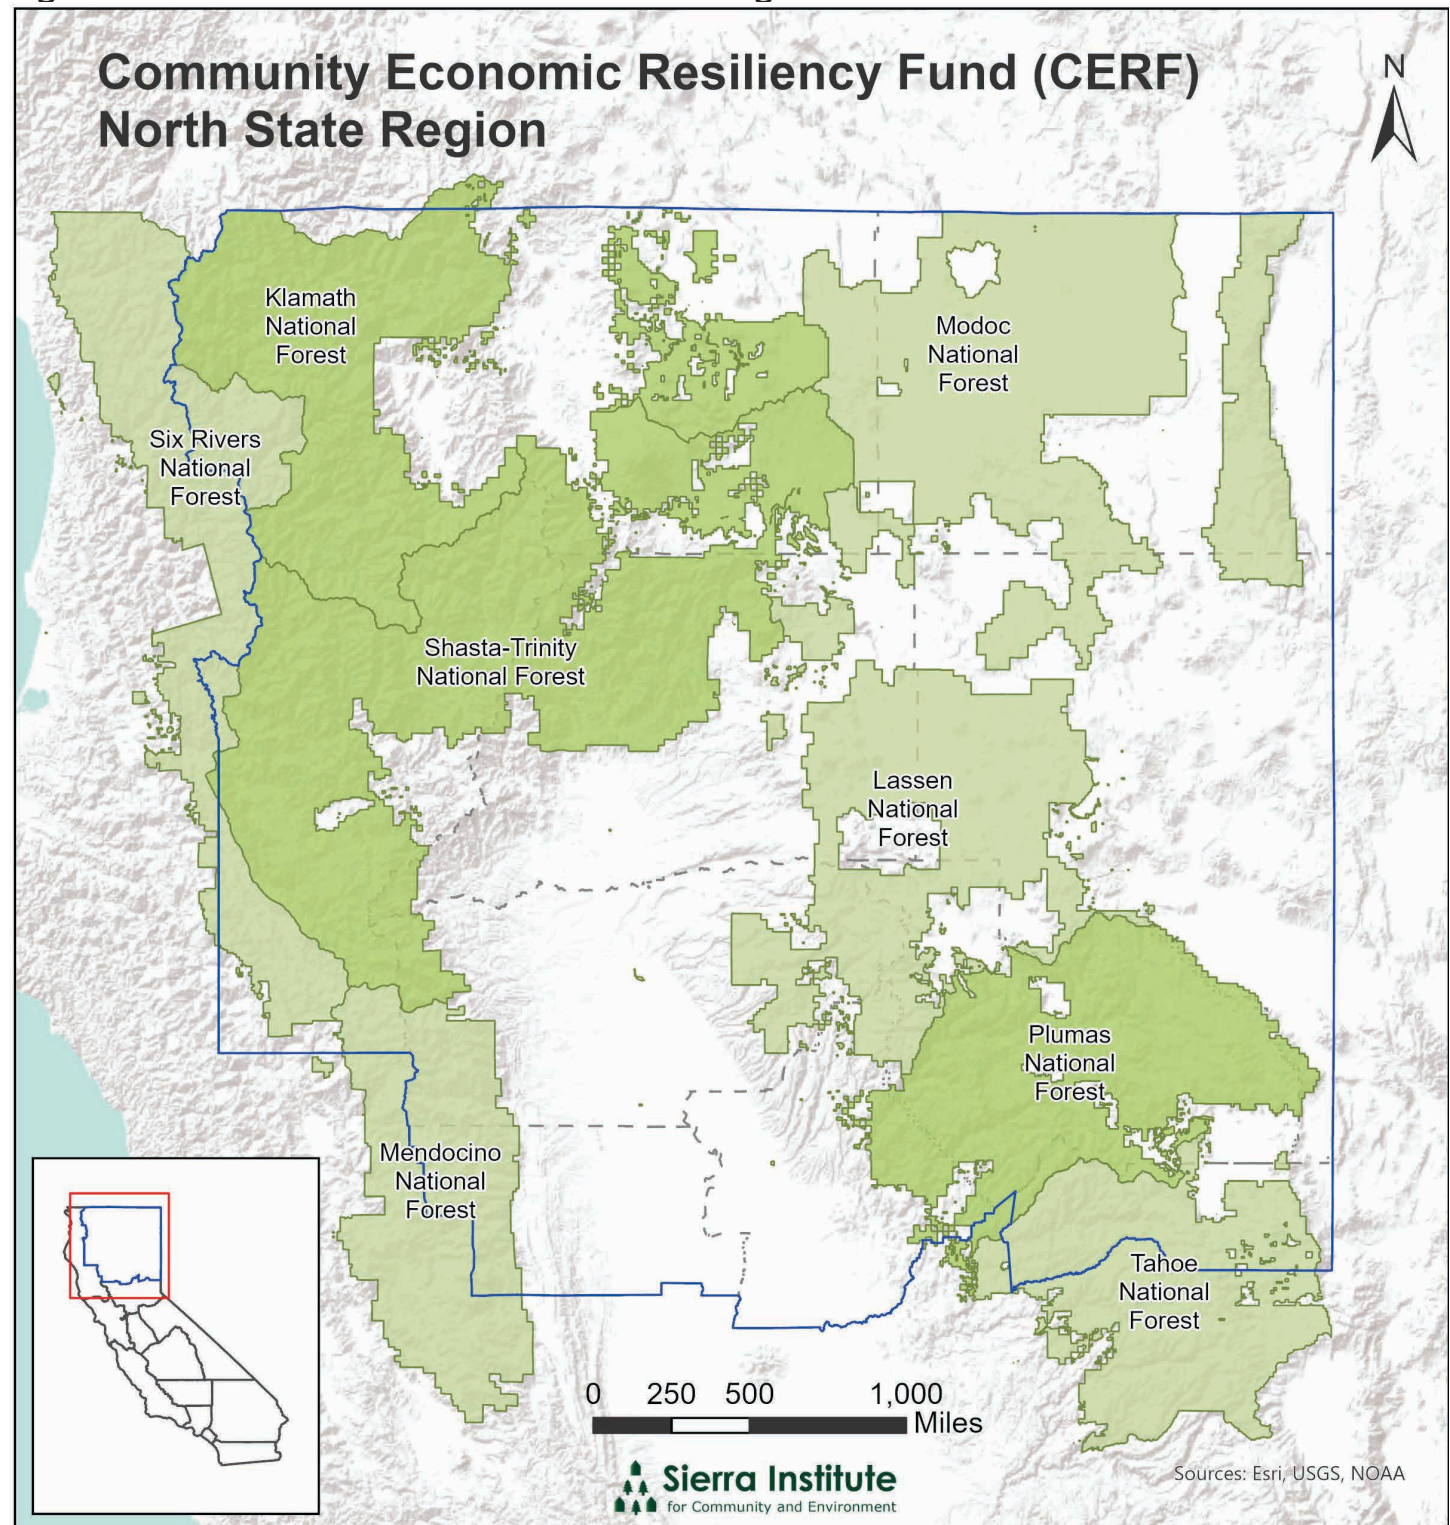 Community Economic Resiliency Fund (CERF)
North State Region
N
Klamath
National
Forest
Modoc
National
Forest
Six Rivers
National
Forest
Shasta-Trinity
National Forest
Lassen
National
Forest
Plumas
National
Forest
Mendocino
National
Forest
Tahoe
National
Forest
0 250 500 1,000
Miles
Sierra Institute
for Community and Environment
Sources: Esri, USGS, NOAA